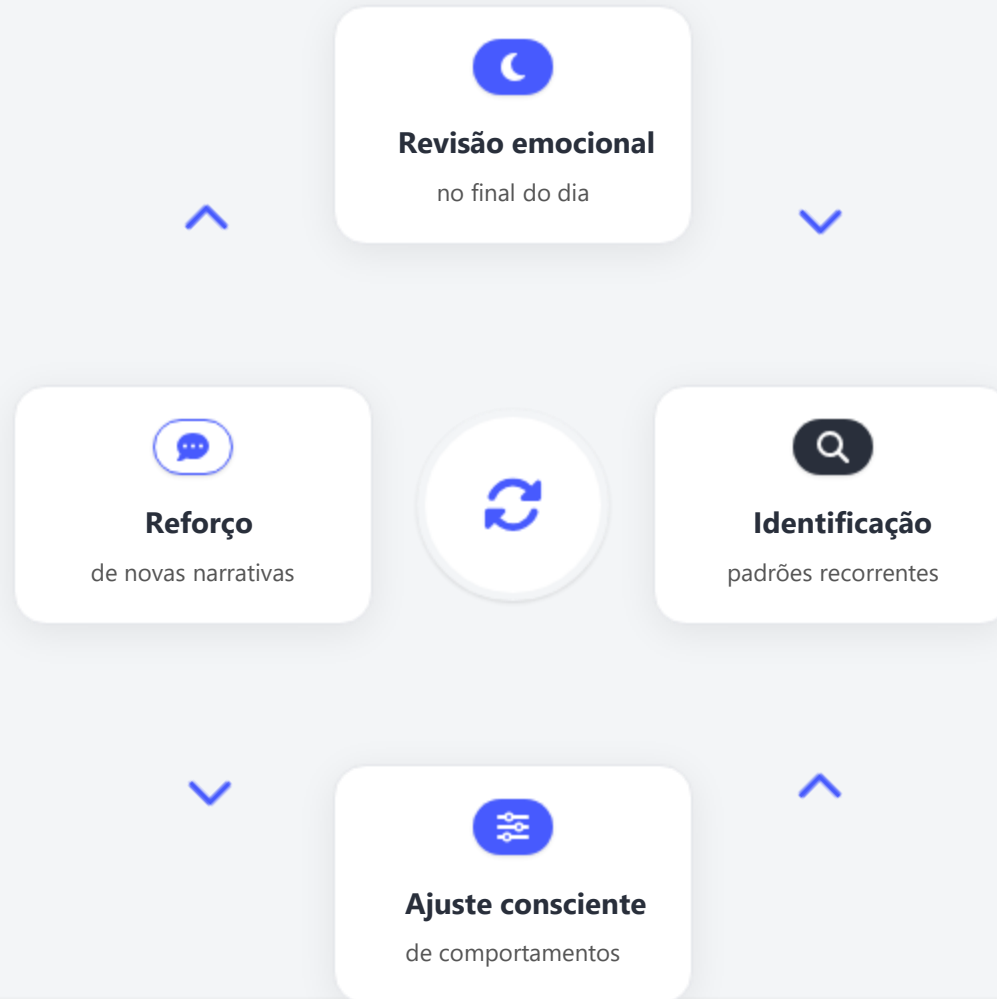 Revisão emocional
no final do dia
Reforço
de novas narrativas
Identificação
padrões recorrentes
Ajuste consciente
de comportamentos